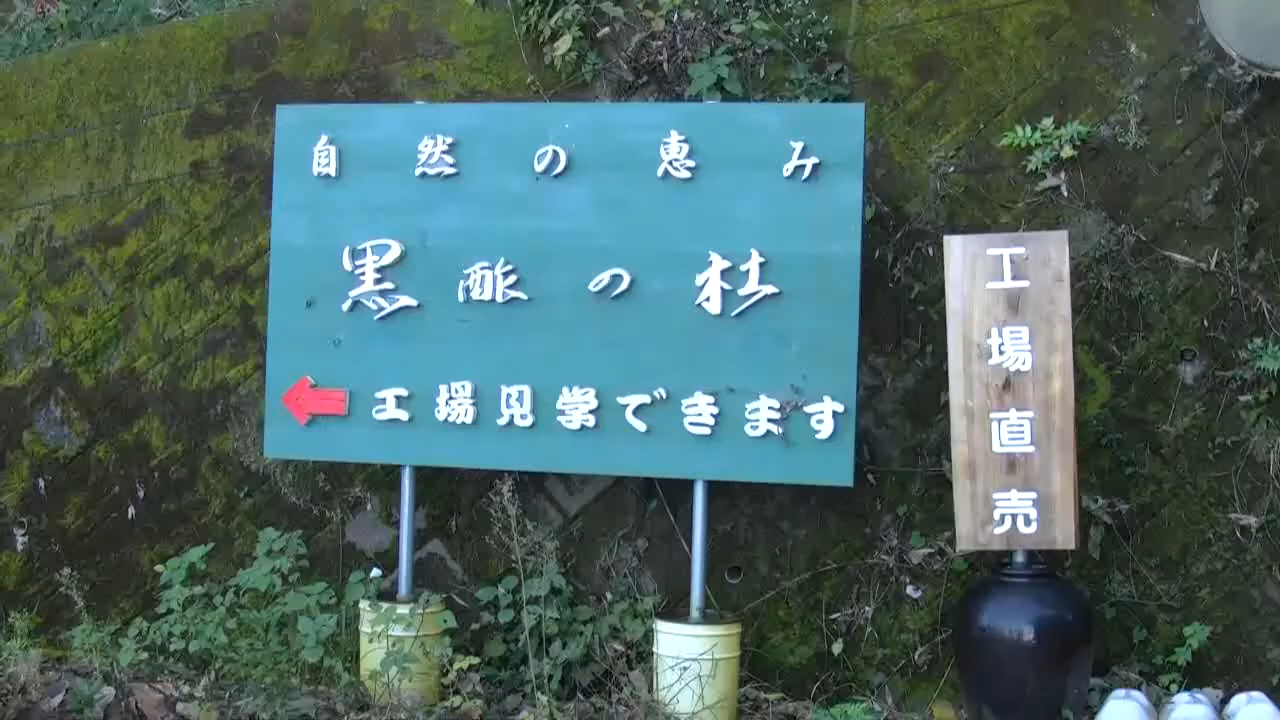 自然の恵み
黒酢の杜
工場見学できます
工場直売